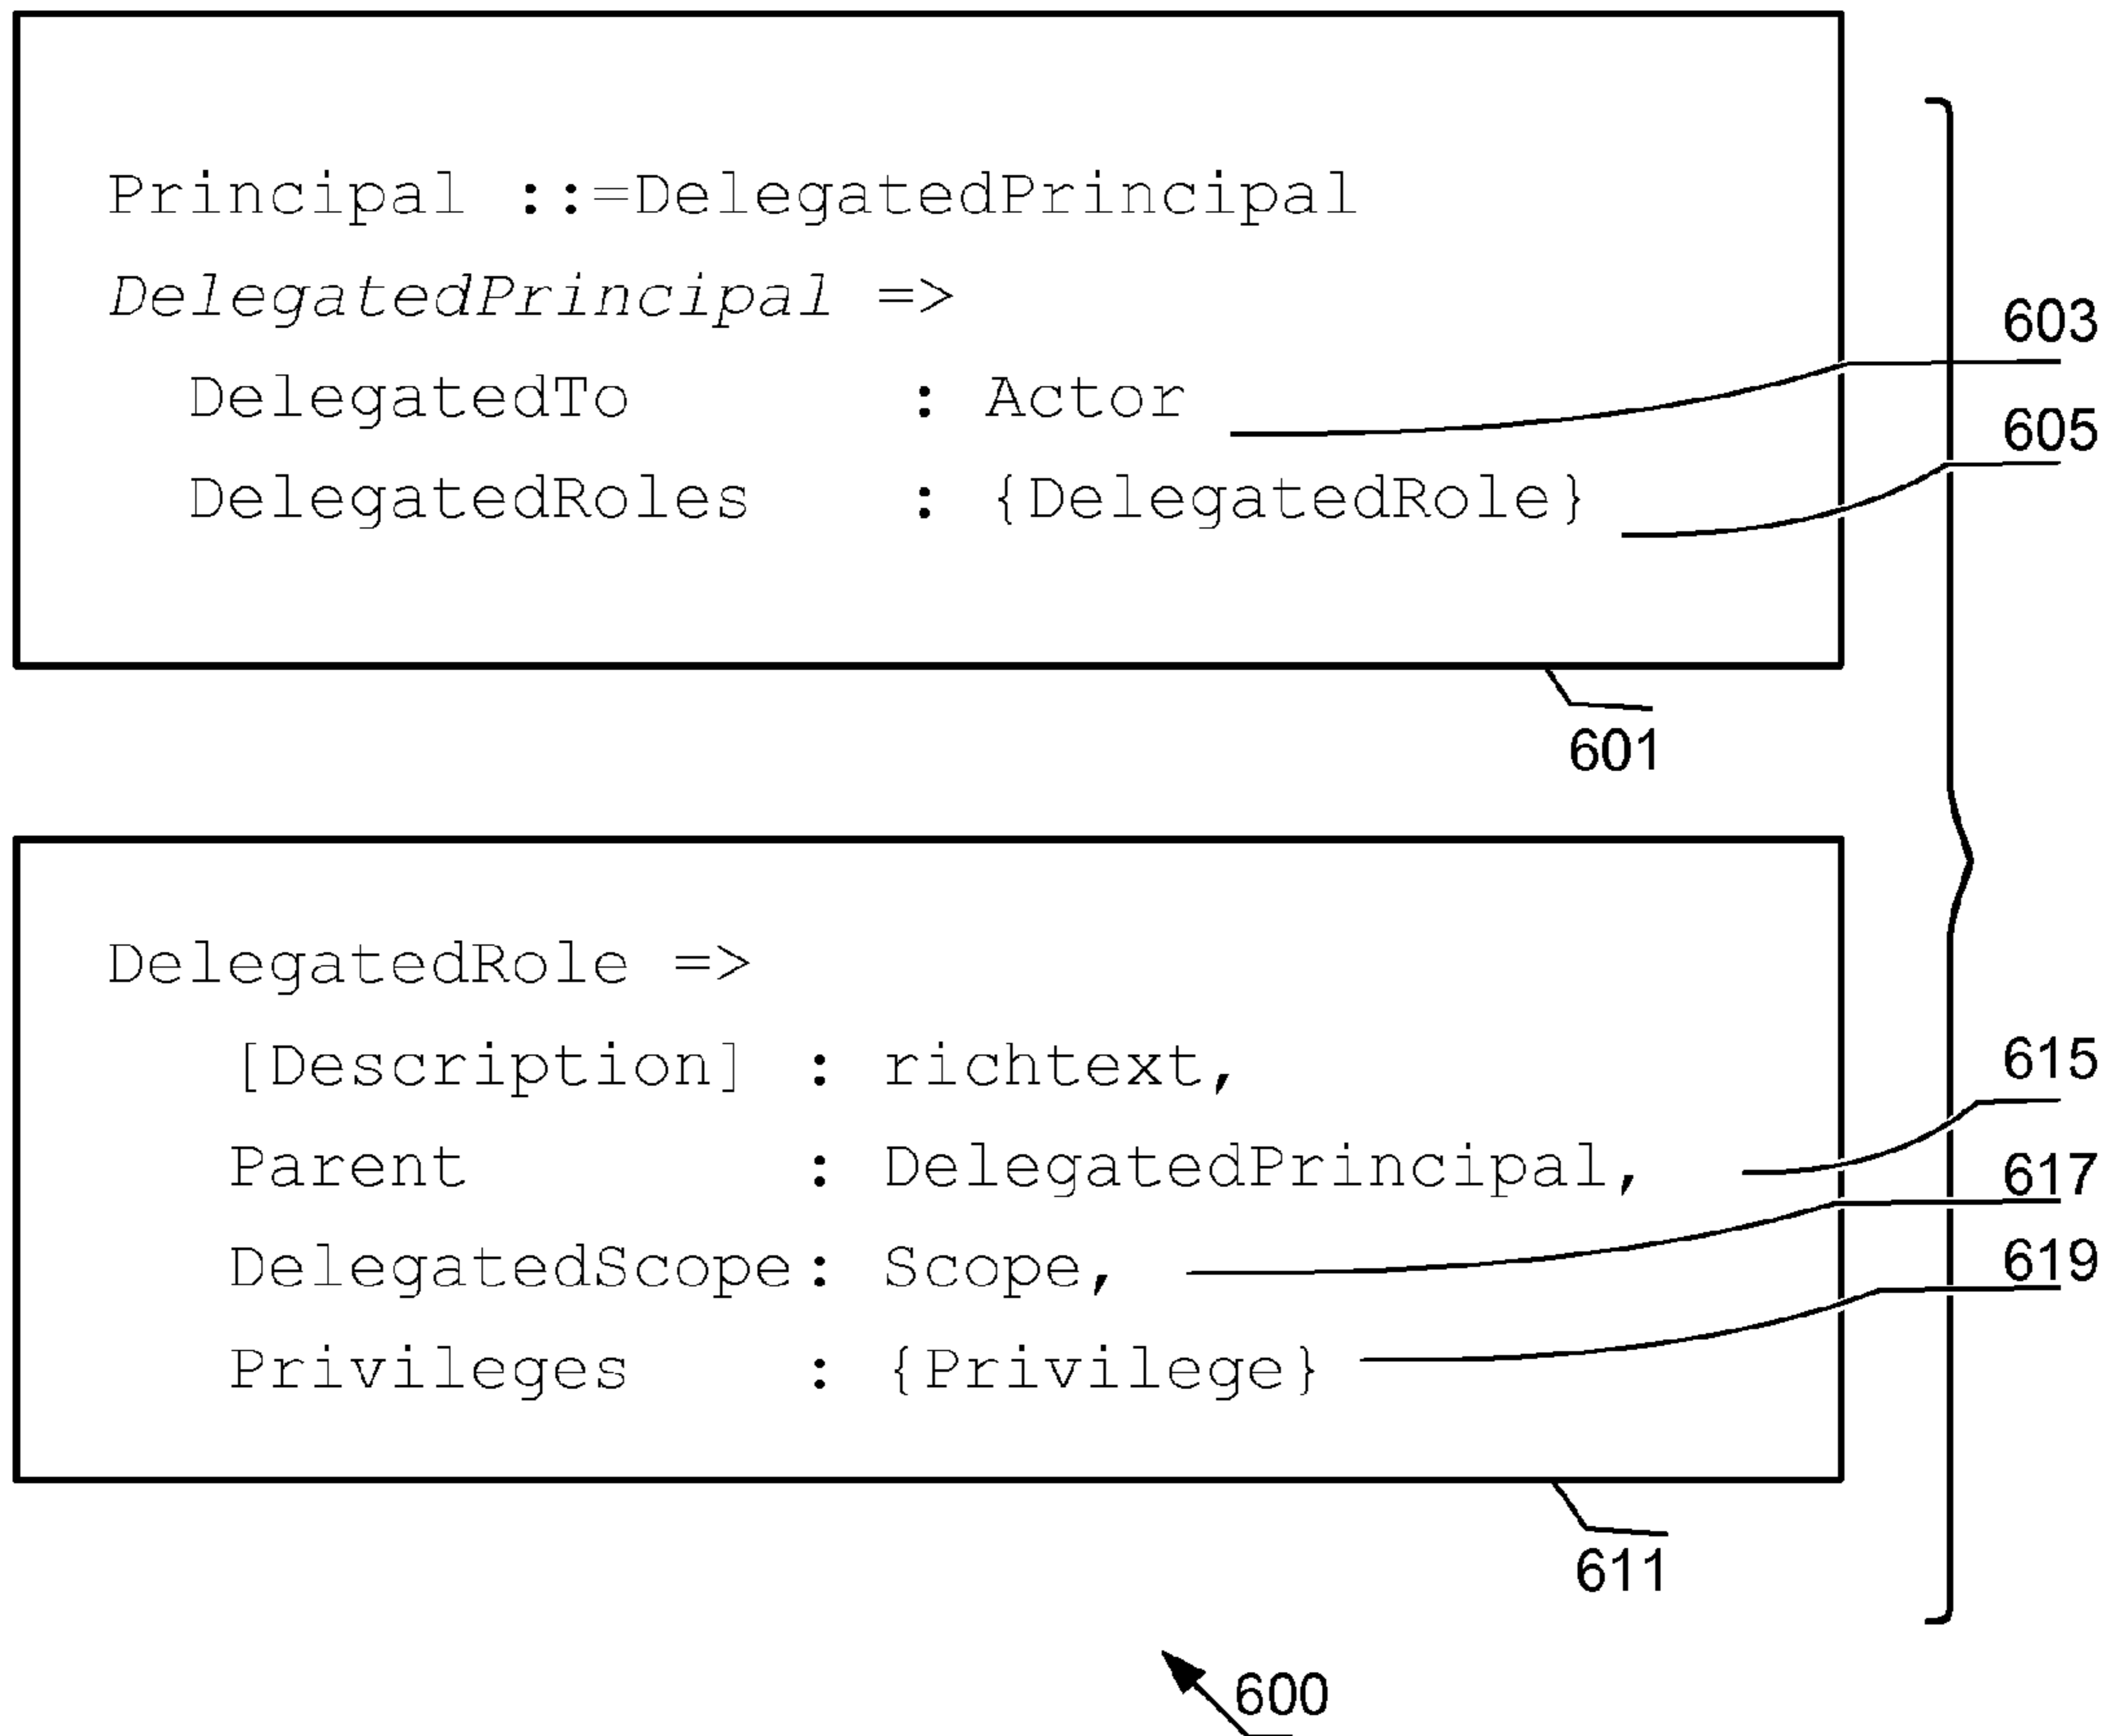 Principal ::=DelegatedPrincipal
DelegatedPrincipal =>
DelegatedTo : Actor
603
DelegatedRoles : {DelegatedRole}
605
601
DelegatedRole =>
[Description] : richtext,
615
Parent : DelegatedPrincipal,
617
DelegatedScope: Scope,
619
Privileges : {Privilege}
611
600